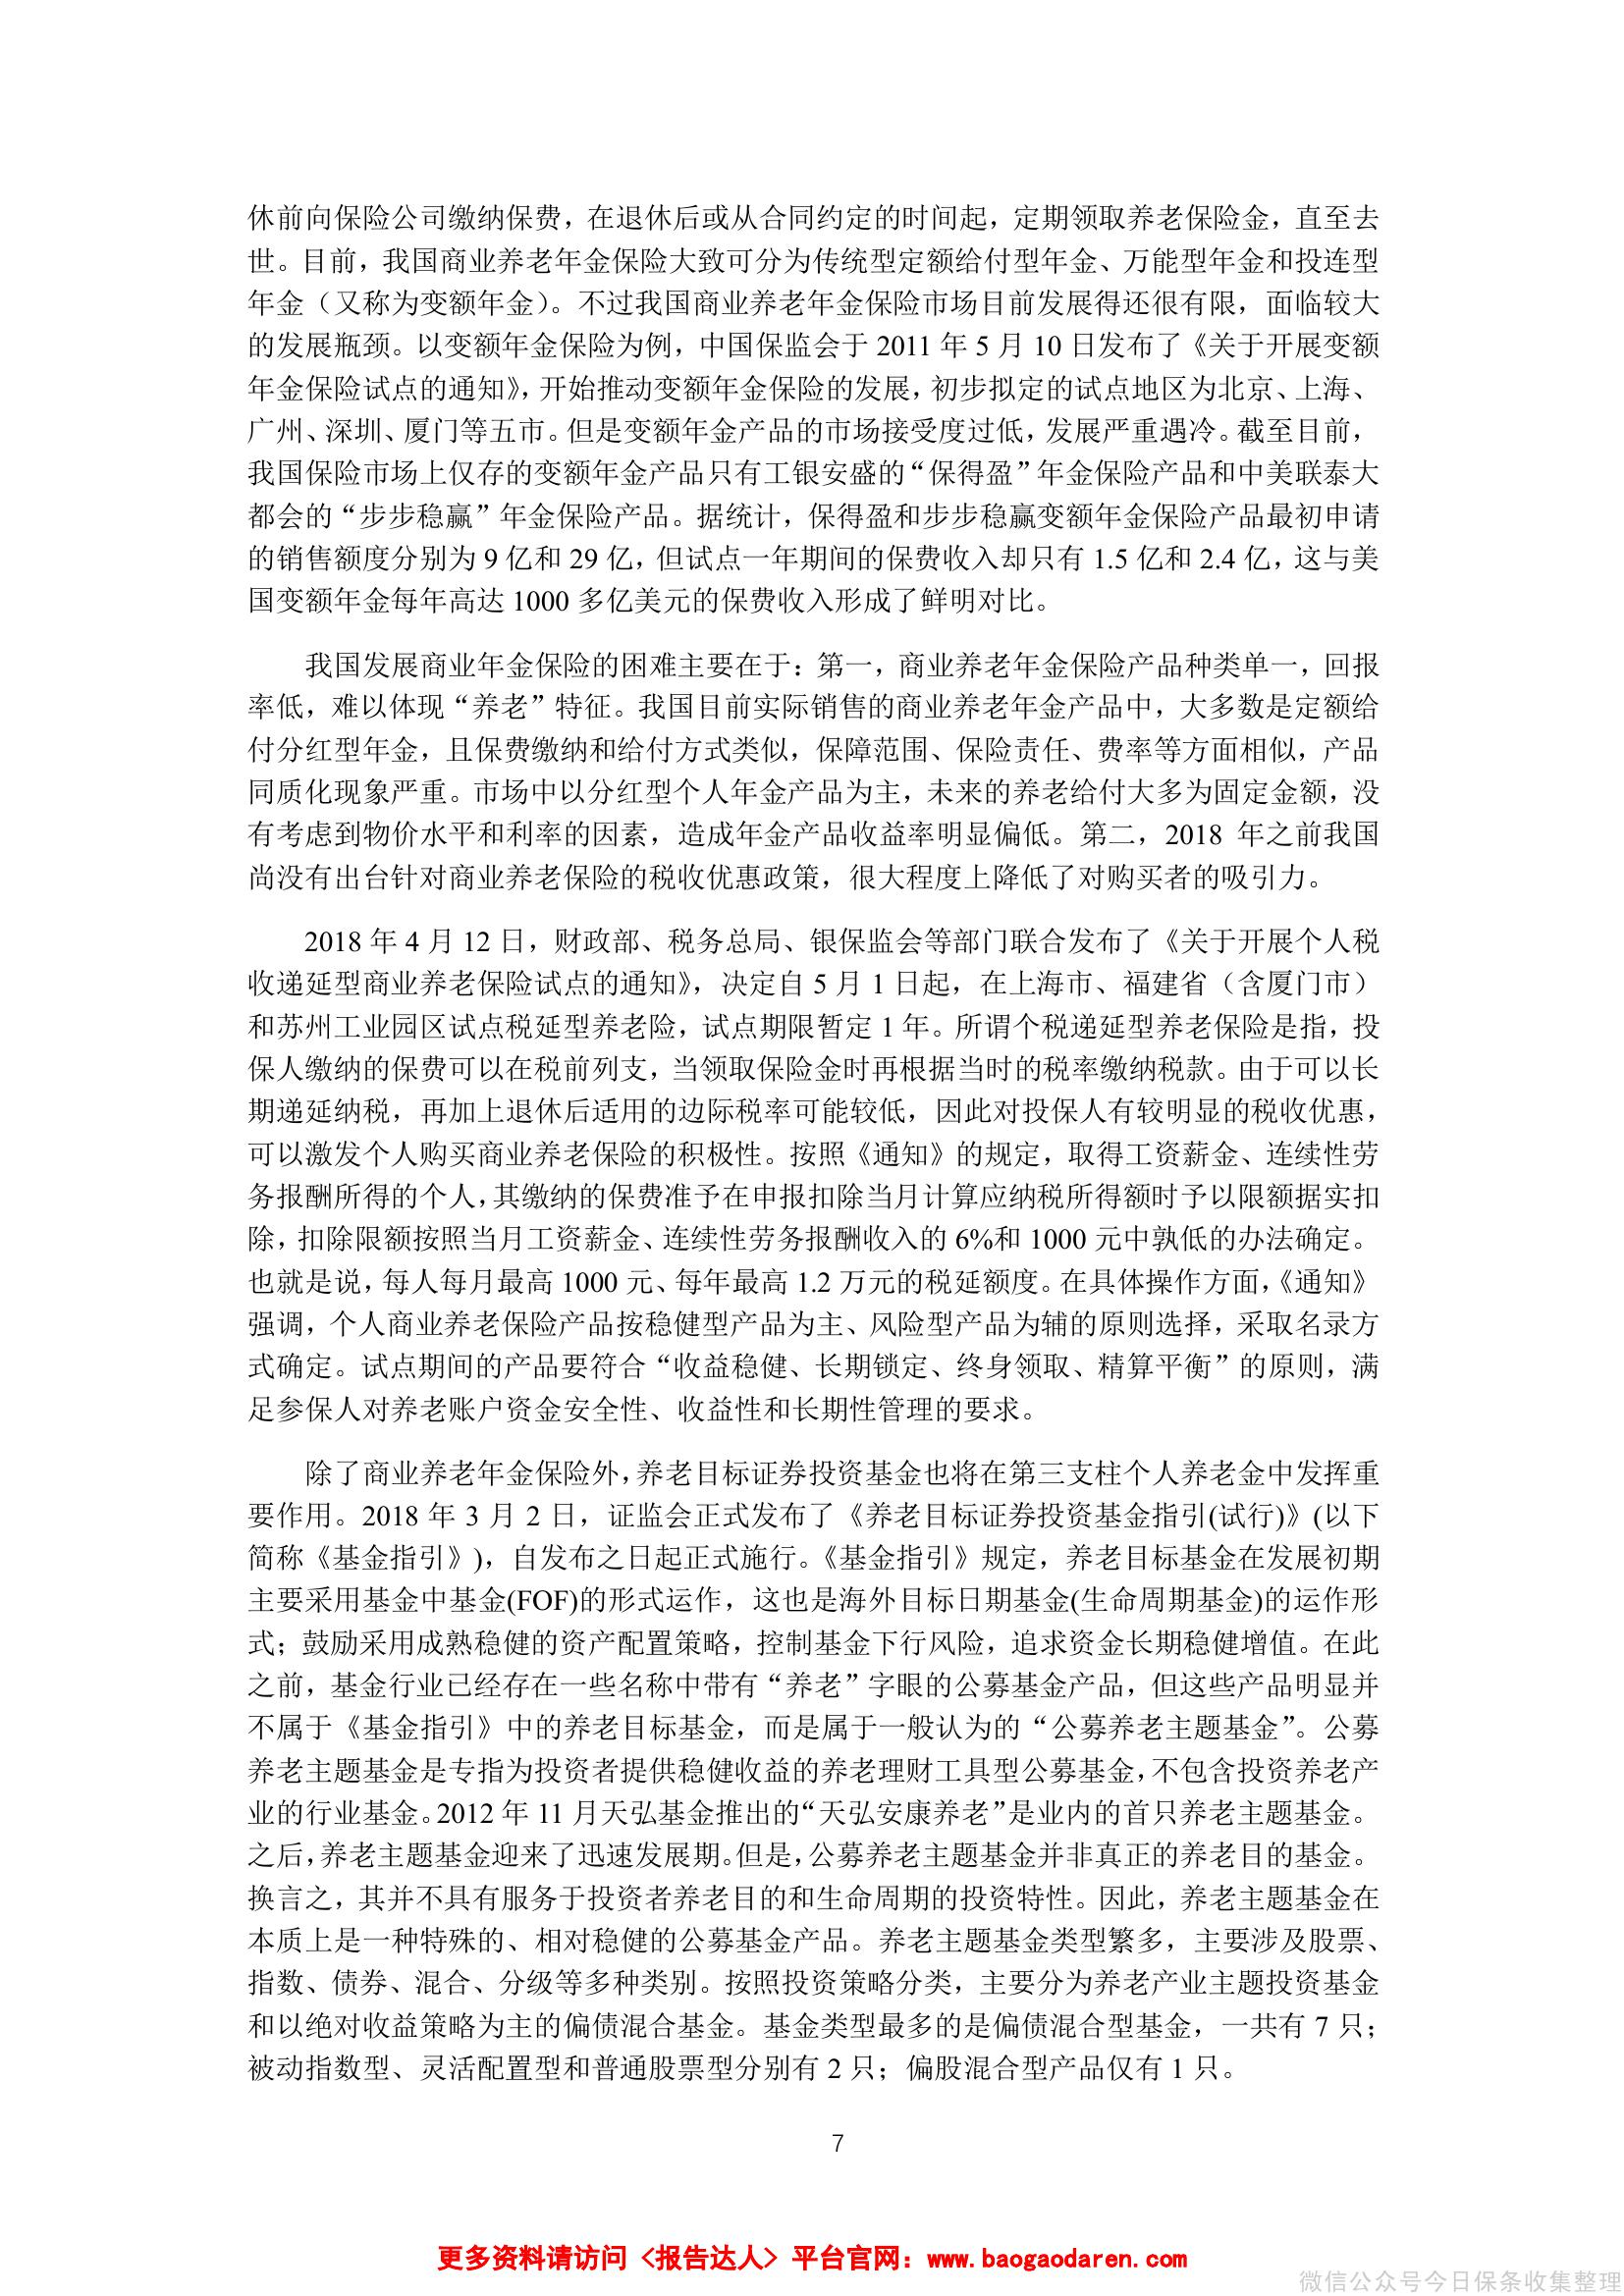 休前向保险公司缴纳保费，在退休后或从合同约定的时间起，定期领取养老保险金，直至去
世。目前，我国商业养老年金保险大致可分为传统型定额给付型年金、万能型年金和投连型
年金（又称为变额年金）。不过我国商业养老年金保险市场目前发展得还很有限，面临较大
的发展瓶颈。以变额年金保险为例，中国保监会于 2011 年 5 月 10 日发布了《关于开展变额
年金保险试点的通知》，开始推动变额年金保险的发展，初步拟定的试点地区为北京、上海、
广州、深圳、厦门等五市。但是变额年金产品的市场接受度过低，发展严重遇冷。截至目前，
我国保险市场上仅存的变额年金产品只有工银安盛的“保得盈”年金保险产品和中美联泰大
都会的“步步稳赢”年金保险产品。据统计，保得盈和步步稳赢变额年金保险产品最初申请
的销售额度分别为 9 亿和 29 亿，但试点一年期间的保费收入却只有 1.5 亿和 2.4 亿，这与美
国变额年金每年高达 1000 多亿美元的保费收入形成了鲜明对比。
我国发展商业年金保险的困难主要在于：第一，商业养老年金保险产品种类单一，回报
率低，难以体现“养老”特征。我国目前实际销售的商业养老年金产品中，大多数是定额给
付分红型年金，且保费缴纳和给付方式类似，保障范围、保险责任、费率等方面相似，产品
同质化现象严重。市场中以分红型个人年金产品为主，未来的养老给付大多为固定金额，没
有考虑到物价水平和利率的因素，造成年金产品收益率明显偏低。第二，2018 年之前我国
尚没有出台针对商业养老保险的税收优惠政策，很大程度上降低了对购买者的吸引力。
2018 年 4 月 12 日，财政部、税务总局、银保监会等部门联合发布了《关于开展个人税
收递延型商业养老保险试点的通知》，决定自 5 月 1 日起，在上海市、福建省（含厦门市）
和苏州工业园区试点税延型养老险，试点期限暂定 1 年。所谓个税递延型养老保险是指，投
保人缴纳的保费可以在税前列支，当领取保险金时再根据当时的税率缴纳税款。由于可以长
期递延纳税，再加上退休后适用的边际税率可能较低，因此对投保人有较明显的税收优惠，
可以激发个人购买商业养老保险的积极性。按照《通知》的规定，取得工资薪金、连续性劳
务报酬所得的个人，其缴纳的保费准予在申报扣除当月计算应纳税所得额时予以限额据实扣
除，扣除限额按照当月工资薪金、连续性劳务报酬收入的 6%和 1000 元中孰低的办法确定。
也就是说，每人每月最高 1000 元、每年最高 1.2 万元的税延额度。在具体操作方面，《通知》
强调，个人商业养老保险产品按稳健型产品为主、风险型产品为辅的原则选择，采取名录方
式确定。试点期间的产品要符合“收益稳健、长期锁定、终身领取、精算平衡”的原则，满
足参保人对养老账户资金安全性、收益性和长期性管理的要求。
除了商业养老年金保险外，养老目标证券投资基金也将在第三支柱个人养老金中发挥重
要作用。2018 年 3 月 2 日，证监会正式发布了《养老目标证券投资基金指引(试行)》(以下
简称《基金指引》)，自发布之日起正式施行。《基金指引》规定，养老目标基金在发展初期
主要采用基金中基金(FOF)的形式运作，这也是海外目标日期基金(生命周期基金)的运作形
式；鼓励采用成熟稳健的资产配置策略，控制基金下行风险，追求资金长期稳健增值。在此
之前，基金行业已经存在一些名称中带有“养老”字眼的公募基金产品，但这些产品明显并
不属于《基金指引》中的养老目标基金，而是属于一般认为的“公募养老主题基金”。公募
养老主题基金是专指为投资者提供稳健收益的养老理财工具型公募基金，不包含投资养老产
业的行业基金。2012 年 11 月天弘基金推出的“天弘安康养老”是业内的首只养老主题基金。
之后，养老主题基金迎来了迅速发展期。但是，公募养老主题基金并非真正的养老目的基金。
换言之，其并不具有服务于投资者养老目的和生命周期的投资特性。因此，养老主题基金在
本质上是一种特殊的、相对稳健的公募基金产品。养老主题基金类型繁多，主要涉及股票、
指数、债券、混合、分级等多种类别。按照投资策略分类，主要分为养老产业主题投资基金
和以绝对收益策略为主的偏债混合基金。基金类型最多的是偏债混合型基金，一共有 7 只；
被动指数型、灵活配置型和普通股票型分别有 2 只；偏股混合型产品仅有 1 只。
7
更多资料请访问《报告达人》平台官网：www.baogaodaren.com
微信公众号今日保条收集整理